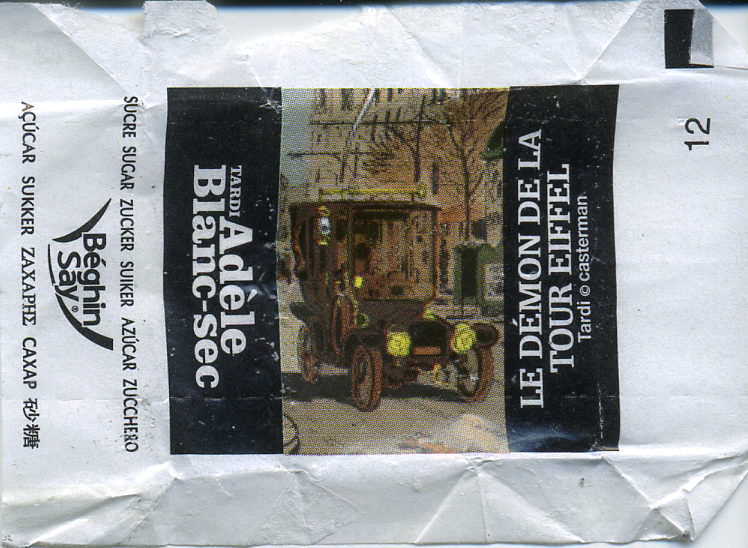 TARDI
Adèle
Blanc-sec
LE DÉMON DE LA
TOUR EIFFEL
Tardi © casterman
12
SUCRE SUGAR ZUCKER SUIKER AZÚCAR ZUCCHERO
Béghin
Say®
AÇÚCAR SUKKER ΖΑΧΑΡΗΣ CAXAP 砂糖